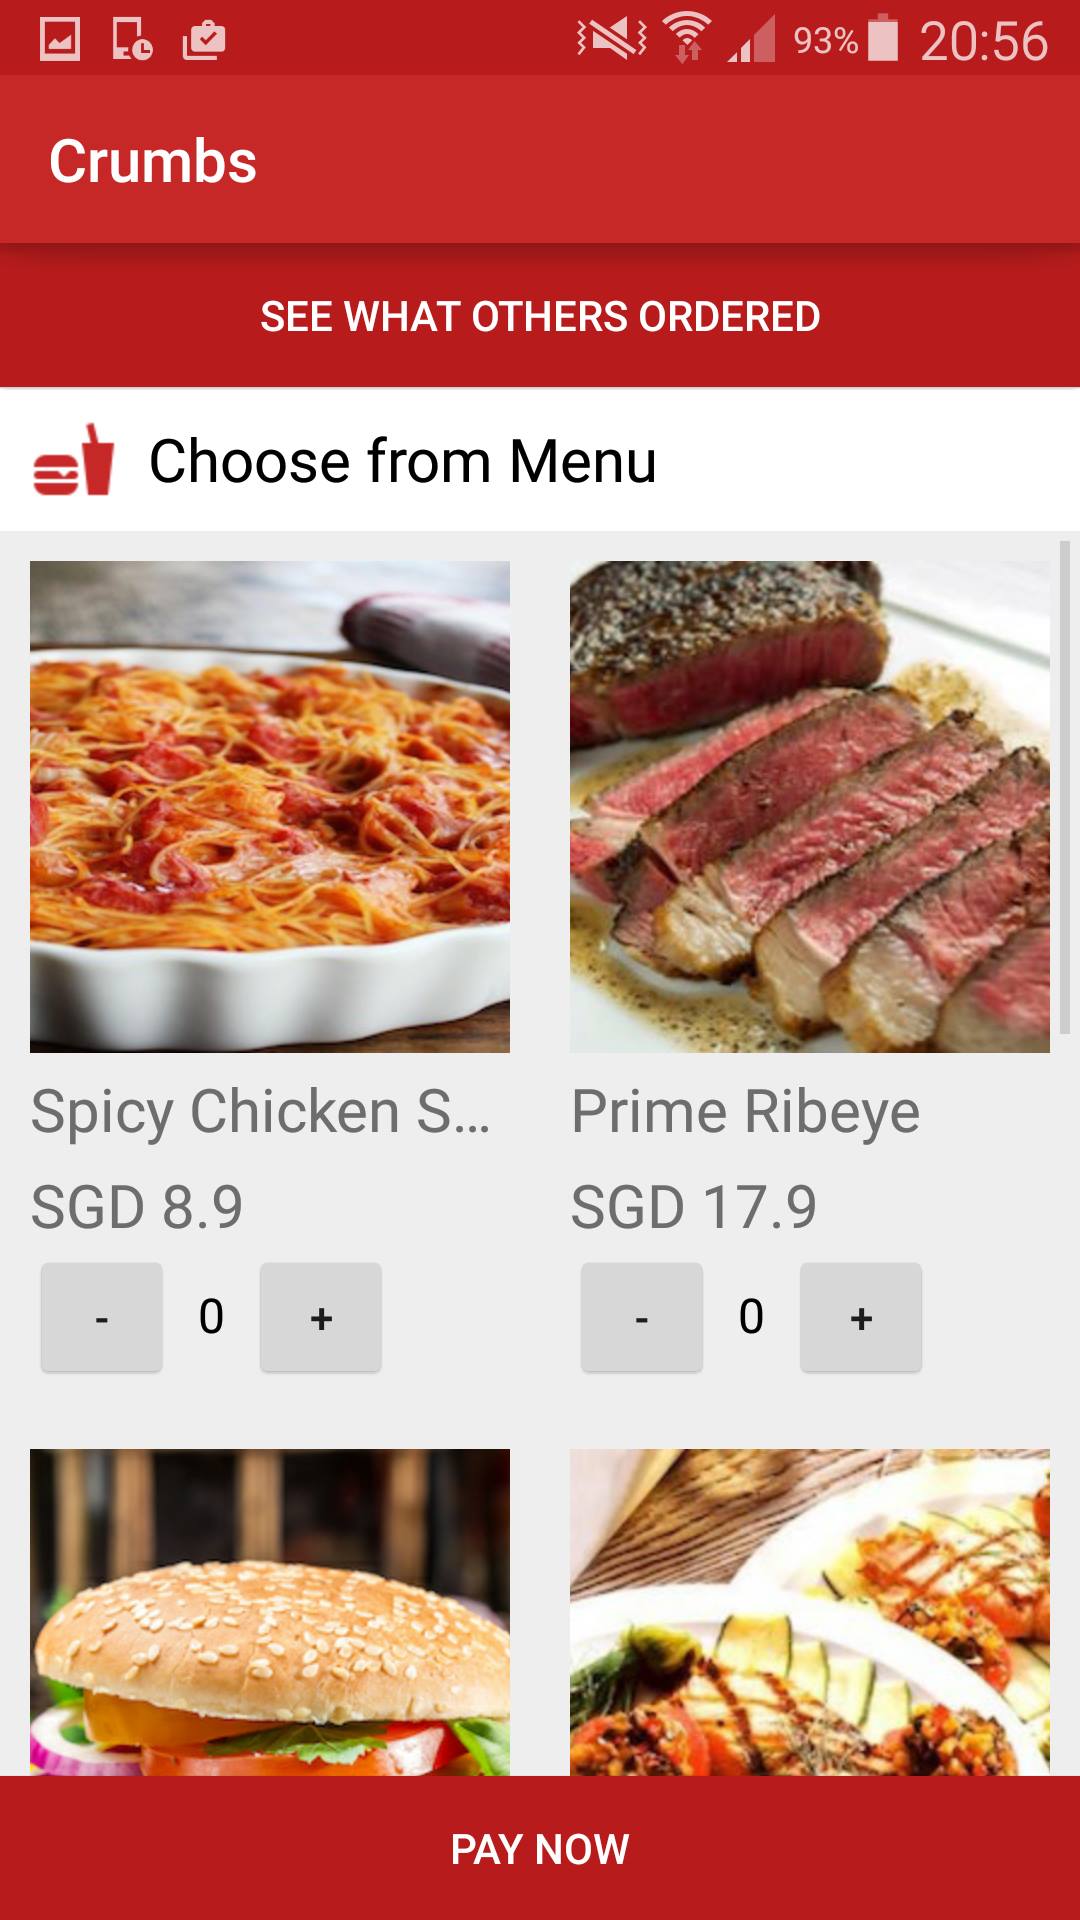 93% 20:56
Crumbs
SEE WHAT OTHERS ORDERED
Choose from Menu
Spicy Chicken S... Prime Ribeye
SGD 8.9 SGD 17.9
- 0 + - 0 +
PAY NOW